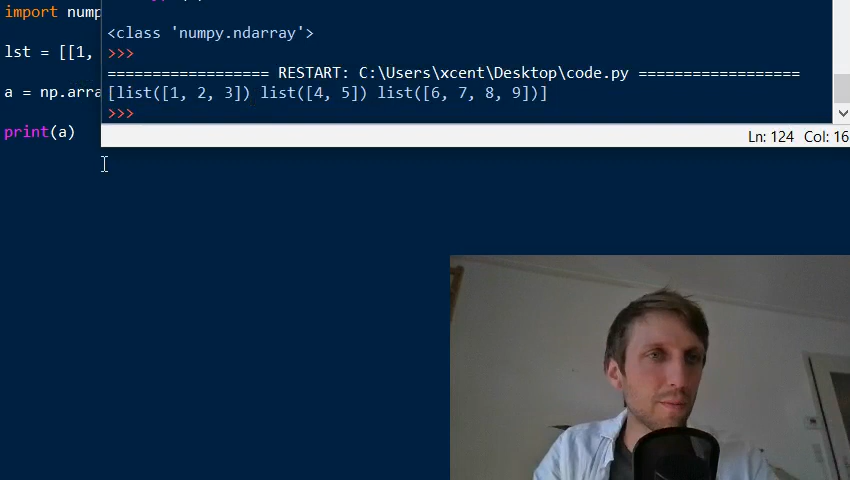 import nump
<class 'numpy.ndarray'>
lst = [[1,
>>>
================== RESTART: C:\Users\xcent\Desktop\code.py ==================
a = np.arra
[list([1, 2, 3]) list([4, 5]) list([6, 7, 8, 9])]
>>>
print(a)
Ln: 124 Col: 16